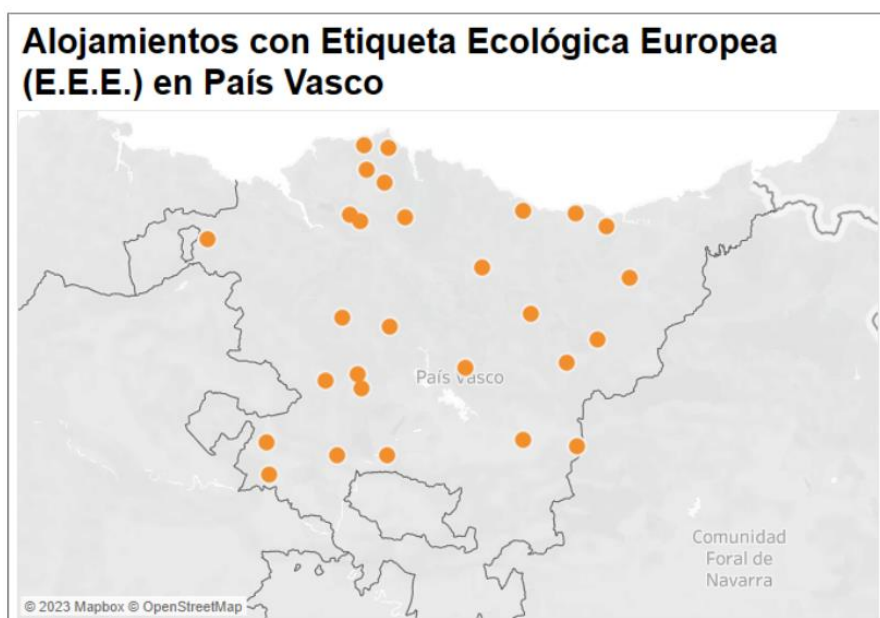 Alojamientos con Etiqueta Ecológica Europea
(E.E.E.) en País Vasco
País Vasco
Comunidad
Foral de
Navarra
© 2023 Mapbox © OpenStreetMap